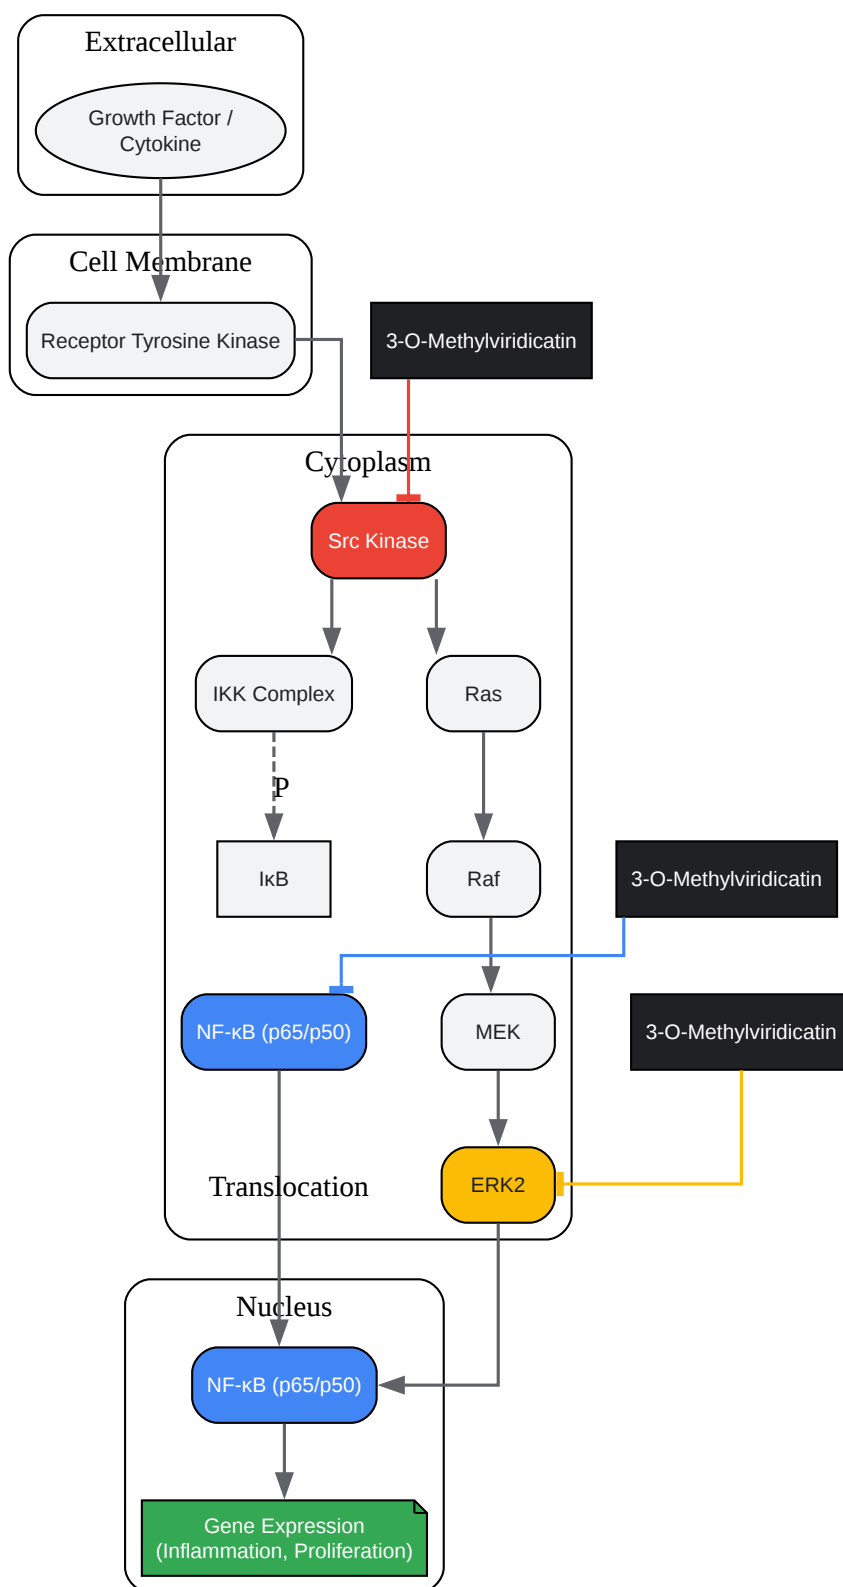 Extracellular
Growth Factor /
Cytokine
Cell Membrane
Receptor Tyrosine Kinase
3-O-Methylviridicatin
Cytoplasm
Src Kinase
IKK Complex
Ras
P
IκB
Raf
3-O-Methylviridicatin
NF-κB (p65/p50)
MEK
3-O-Methylviridicatin
Translocation
ERK2
Nucleus
NF-κB (p65/p50)
Gene Expression
(Inflammation, Proliferation)